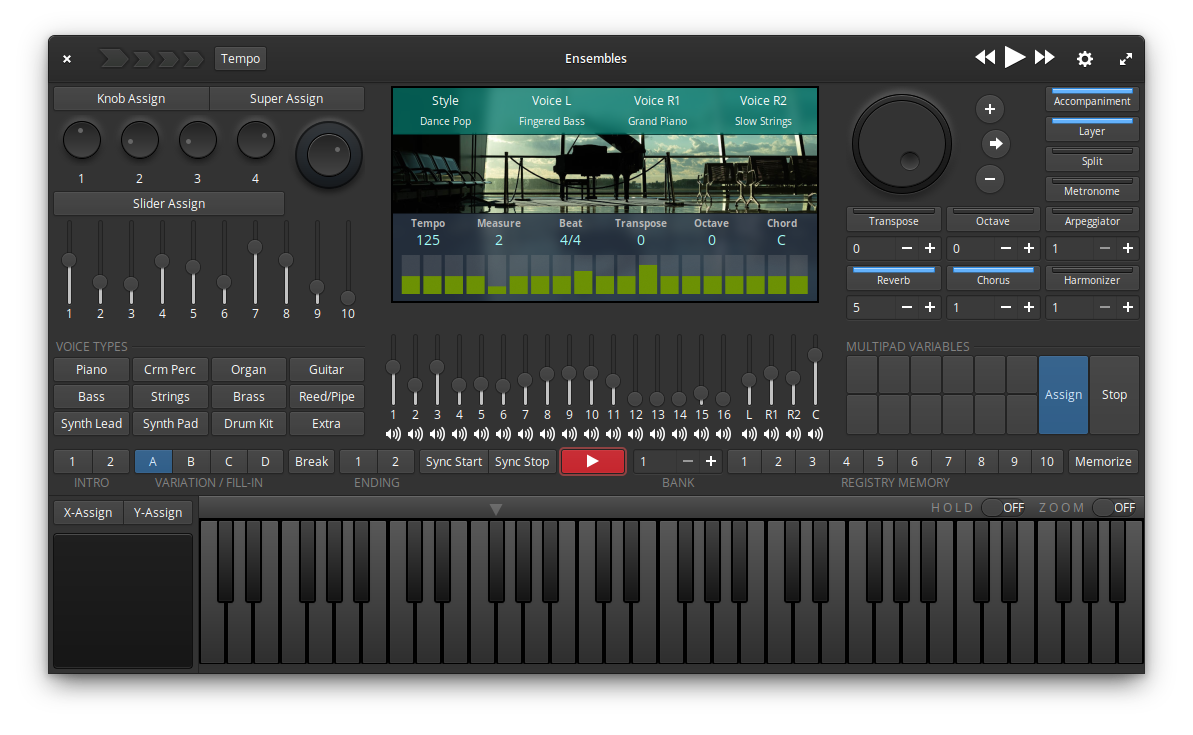 Tempo Ensembles
Knob Assign Super Assign
1 2 3 4
Slider Assign
1 2 3 4 5 6 7 8 9 10
Style Voice L Voice R1 Voice R2
Dance Pop Fingered Bass Grand Piano Slow Strings
Tempo Measure Beat Transpose Octave Chord
125 2 4/4 0 0 C
Accompaniment
Layer
Split
Metronome
Transpose Octave Arpeggiator
0 − + 0 − + 1 − +
Reverb Chorus Harmonizer
5 − + 1 − + 1 − +
VOICE TYPES
Piano Crm Perc Organ Guitar
Bass Strings Brass Reed/Pipe
Synth Lead Synth Pad Drum Kit Extra
1 2 3 4 5 6 7 8 9 10 11 12 13 14 15 16 L R1 R2 C
MULTIPAD VARIABLES
Assign Stop
1 2 A B C D Break 1 2 Sync Start Sync Stop 1 − + 1 2 3 4 5 6 7 8 9 10 Memorize
INTRO VARIATION / FILL-IN ENDING BANK REGISTRY MEMORY
X-Assign Y-Assign
HOLD OFF ZOOM OFF